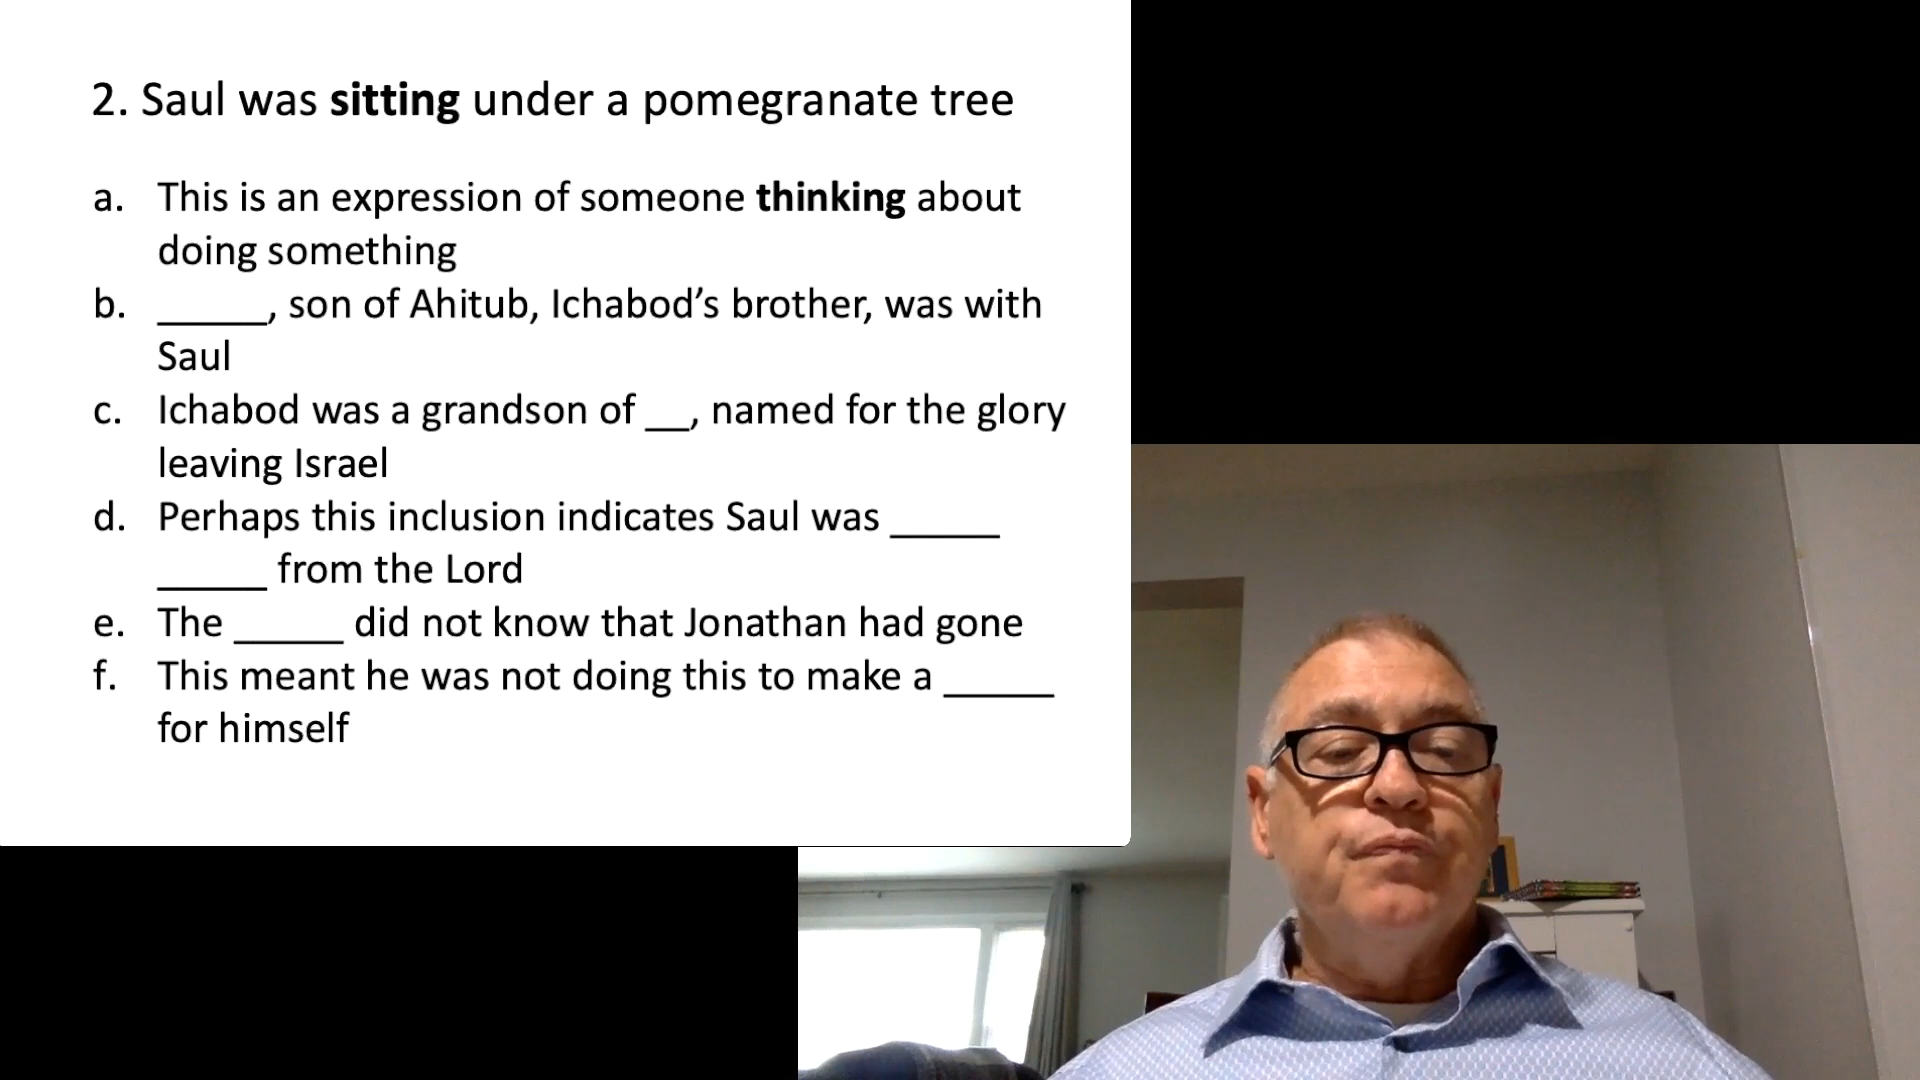 2. Saul was sitting under a pomegranate tree
a. This is an expression of someone thinking about
doing something
b. _____, son of Ahitub, Ichabod’s brother, was with
Saul
c. Ichabod was a grandson of __, named for the glory
leaving Israel
d. Perhaps this inclusion indicates Saul was _____
_____ from the Lord
e. The _____ did not know that Jonathan had gone
f. This meant he was not doing this to make a _____
for himself